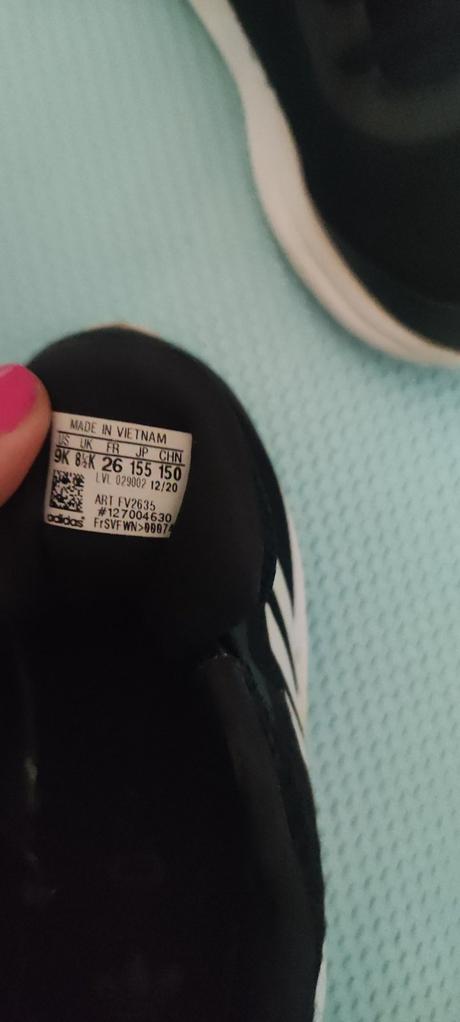 MADE IN VIETNAM
US UK FR JP CHN
9K 8½K 26 155 150
LVL 029002 12/20
ART FV2635
#127004630
adidas FrSVFWN>00074